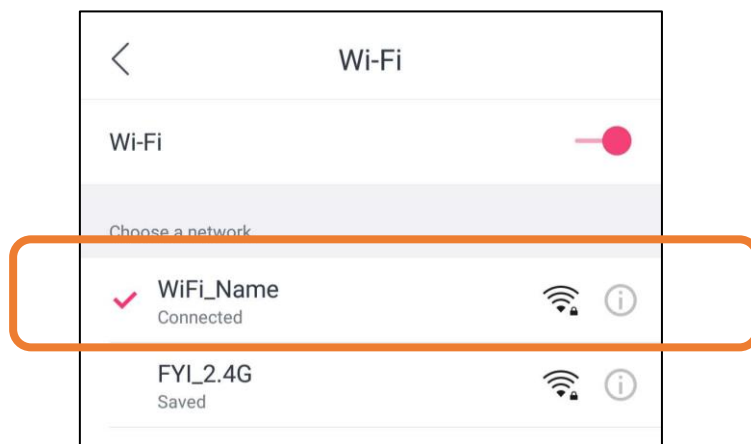 Wi-Fi
Wi-Fi
Choose a network
WiFi_Name
Connected
FYI_2.4G
Saved